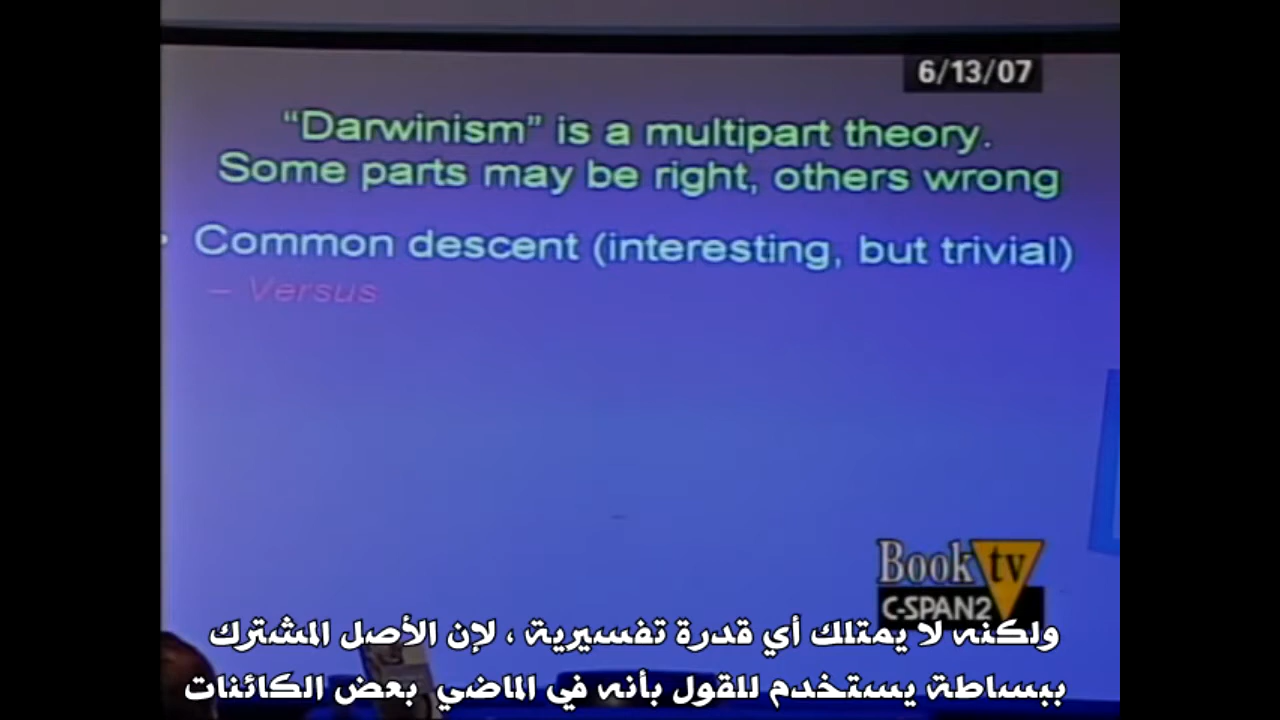 6/13/07
“Darwinism” is a multipart theory.
Some parts may be right, others wrong
• Common descent (interesting, but trivial)
– Versus
Book tv
C-SPAN2
ولكنه لا يمتلك أي قدرة تفسيرية ، لإن الأصل المشترك
ببساطة يستخدم للقول بأنه في الماضي بعض الكائنات